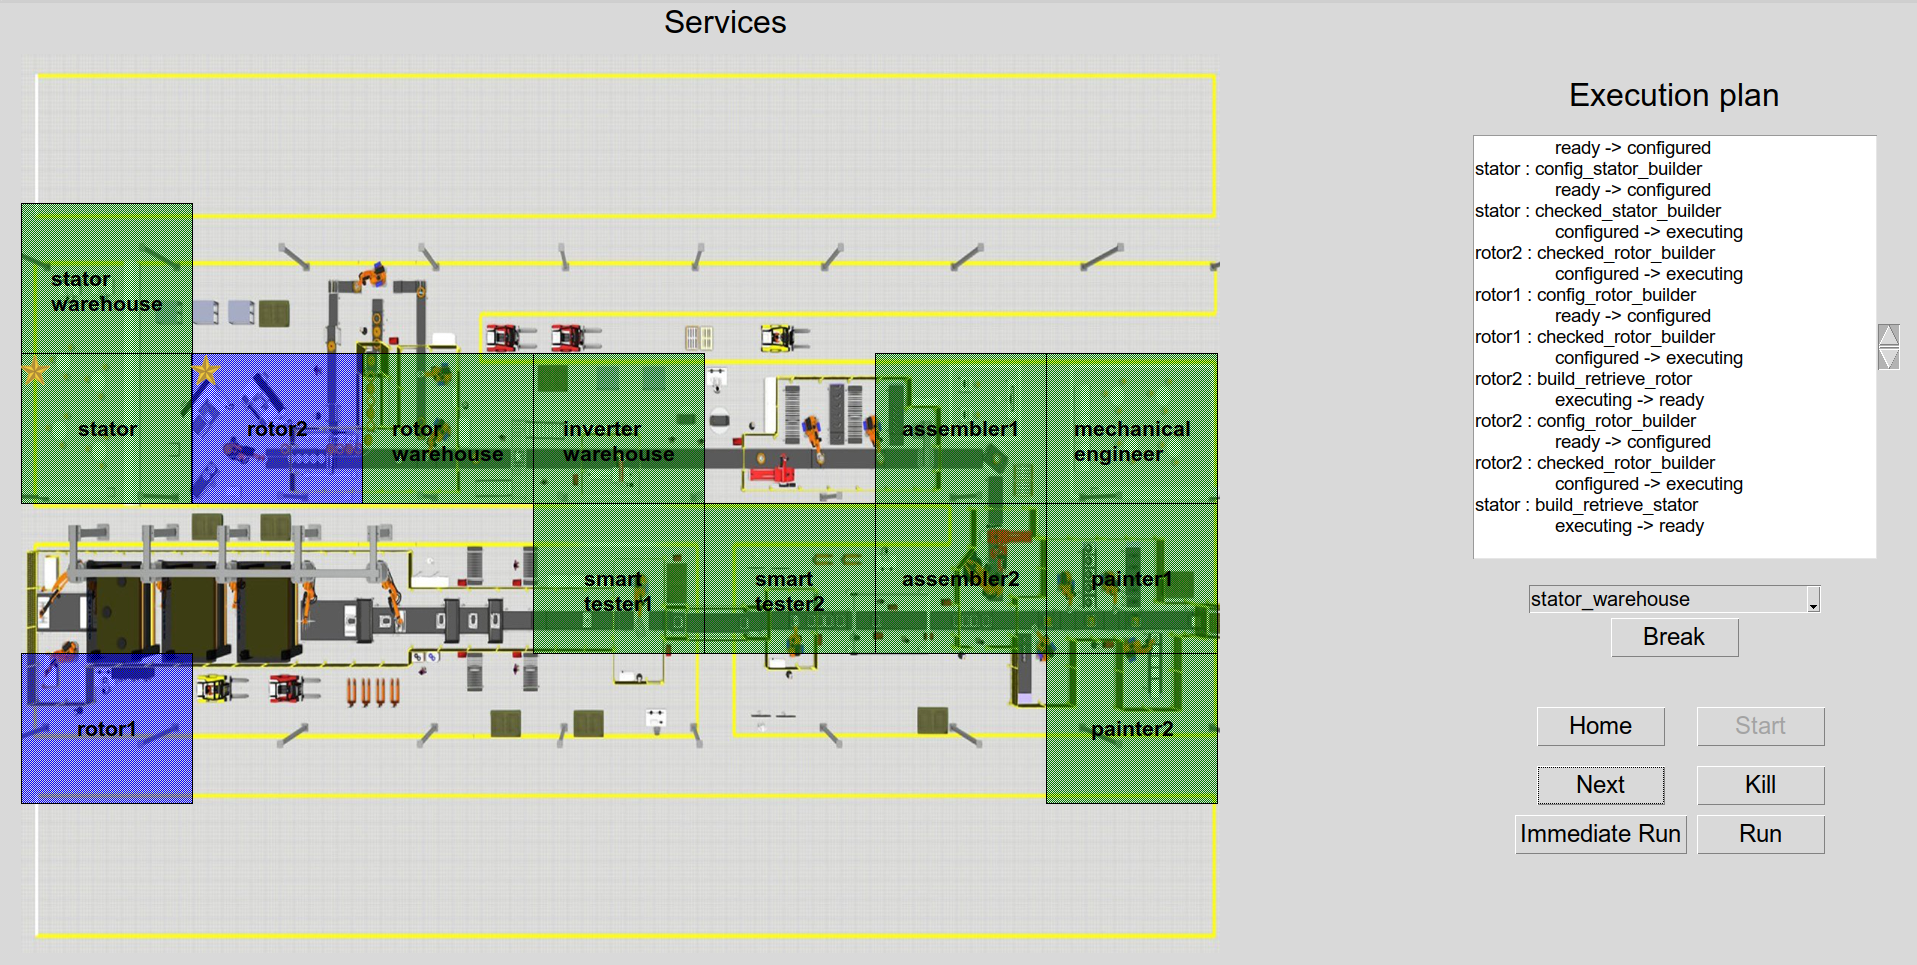 Services
stator
warehouse
stator
rotor2
rotor
warehouse
inverter
warehouse
assembler1
mechanical
engineer
smart
tester1
smart
tester2
assembler2
painter1
rotor1
painter2
Execution plan
ready -> configured
stator : config_stator_builder
ready -> configured
stator : checked_stator_builder
configured -> executing
rotor2 : checked_rotor_builder
configured -> executing
rotor1 : config_rotor_builder
ready -> configured
rotor1 : checked_rotor_builder
configured -> executing
rotor2 : build_retrieve_rotor
executing -> ready
rotor2 : config_rotor_builder
ready -> configured
rotor2 : checked_rotor_builder
configured -> executing
stator : build_retrieve_stator
executing -> ready
stator_warehouse
Break
Home
Start
Next
Kill
Immediate Run
Run